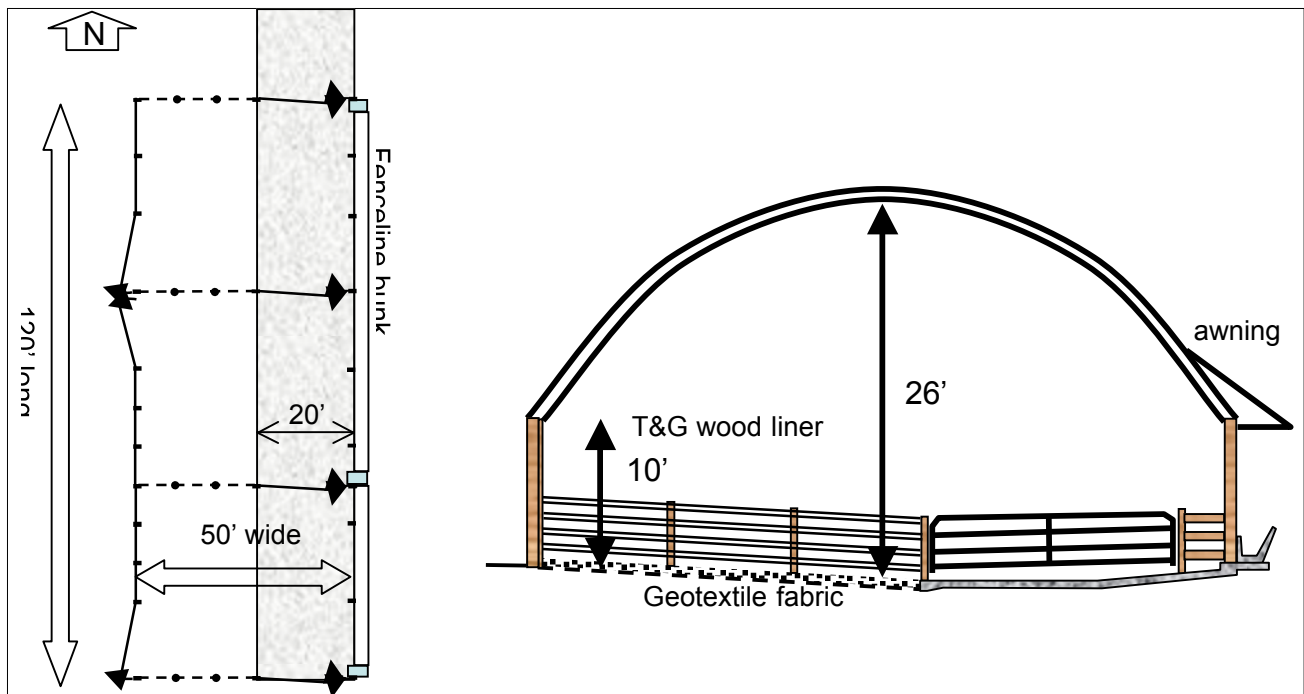 N
120' long
Fenceline bunk
20'
50' wide
awning
26'
T&G wood liner
10'
Geotextile fabric